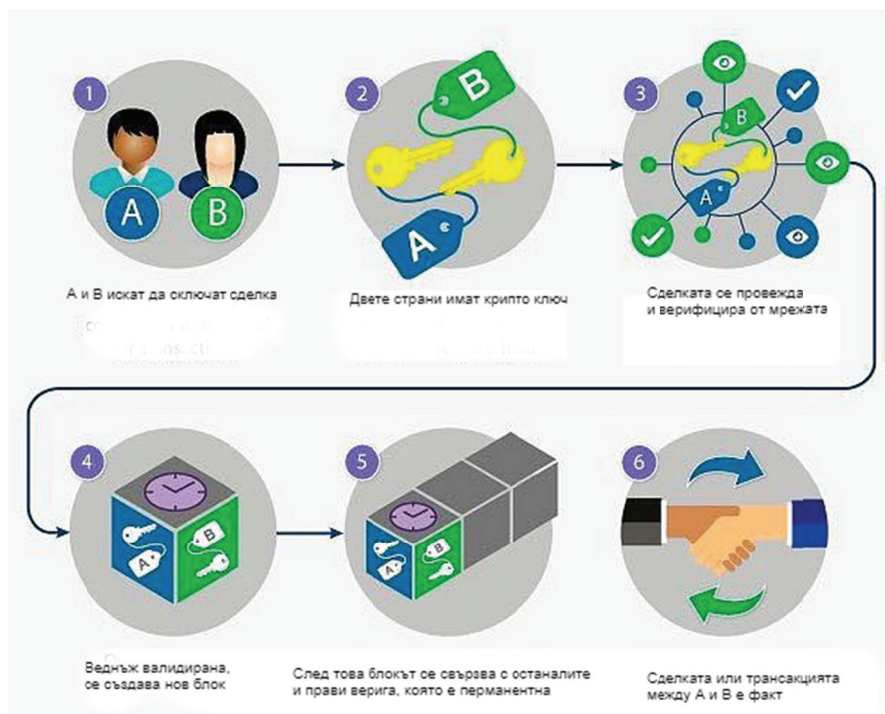 1
A
B
А и В искат да сключат сделка
2
B
A
Двете страни имат крипто ключ
3
B
A
Сделката се провежда
и верифицира от мрежата
4
A
B
Веднъж валидирана,
се създава нов блок
5
A
B
След това блокът се свързва с останалите
и прави верига, която е перманентна
6
Сделката или трансакцията
между А и В е факт